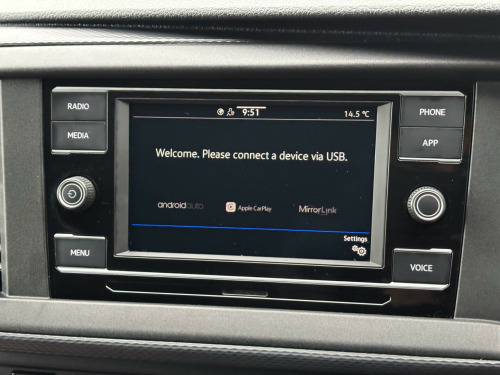 RADIO
MEDIA
MENU
9:51
14.5 °C
Welcome. Please connect a device via USB.
androidauto
Apple CarPlay
MirrorLink
Settings
PHONE
APP
VOICE